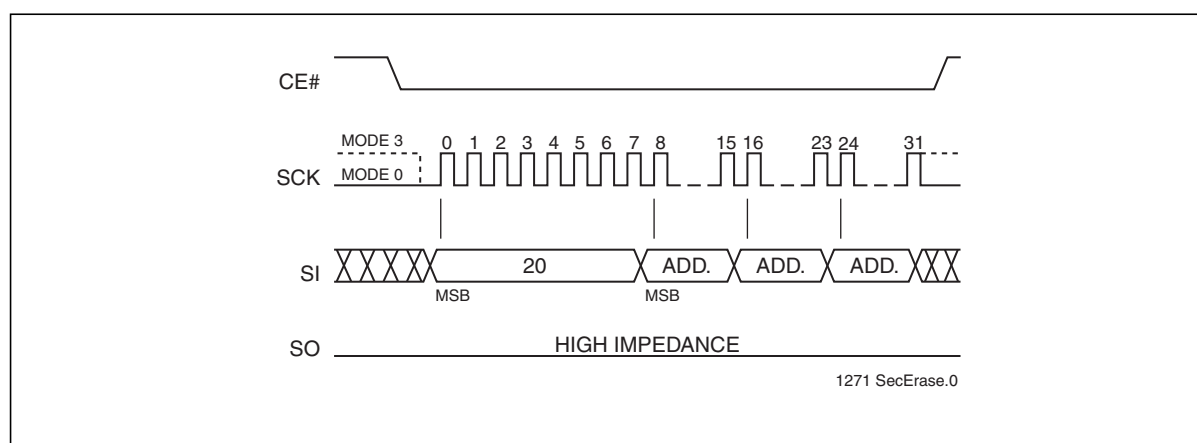 CE#
MODE 3
0 1 2 3 4 5 6 7 8 15 16 23 24 31
SCK
MODE 0
SI
20 ADD. ADD. ADD.
MSB MSB
SO
HIGH IMPEDANCE
1271 SecErase.0